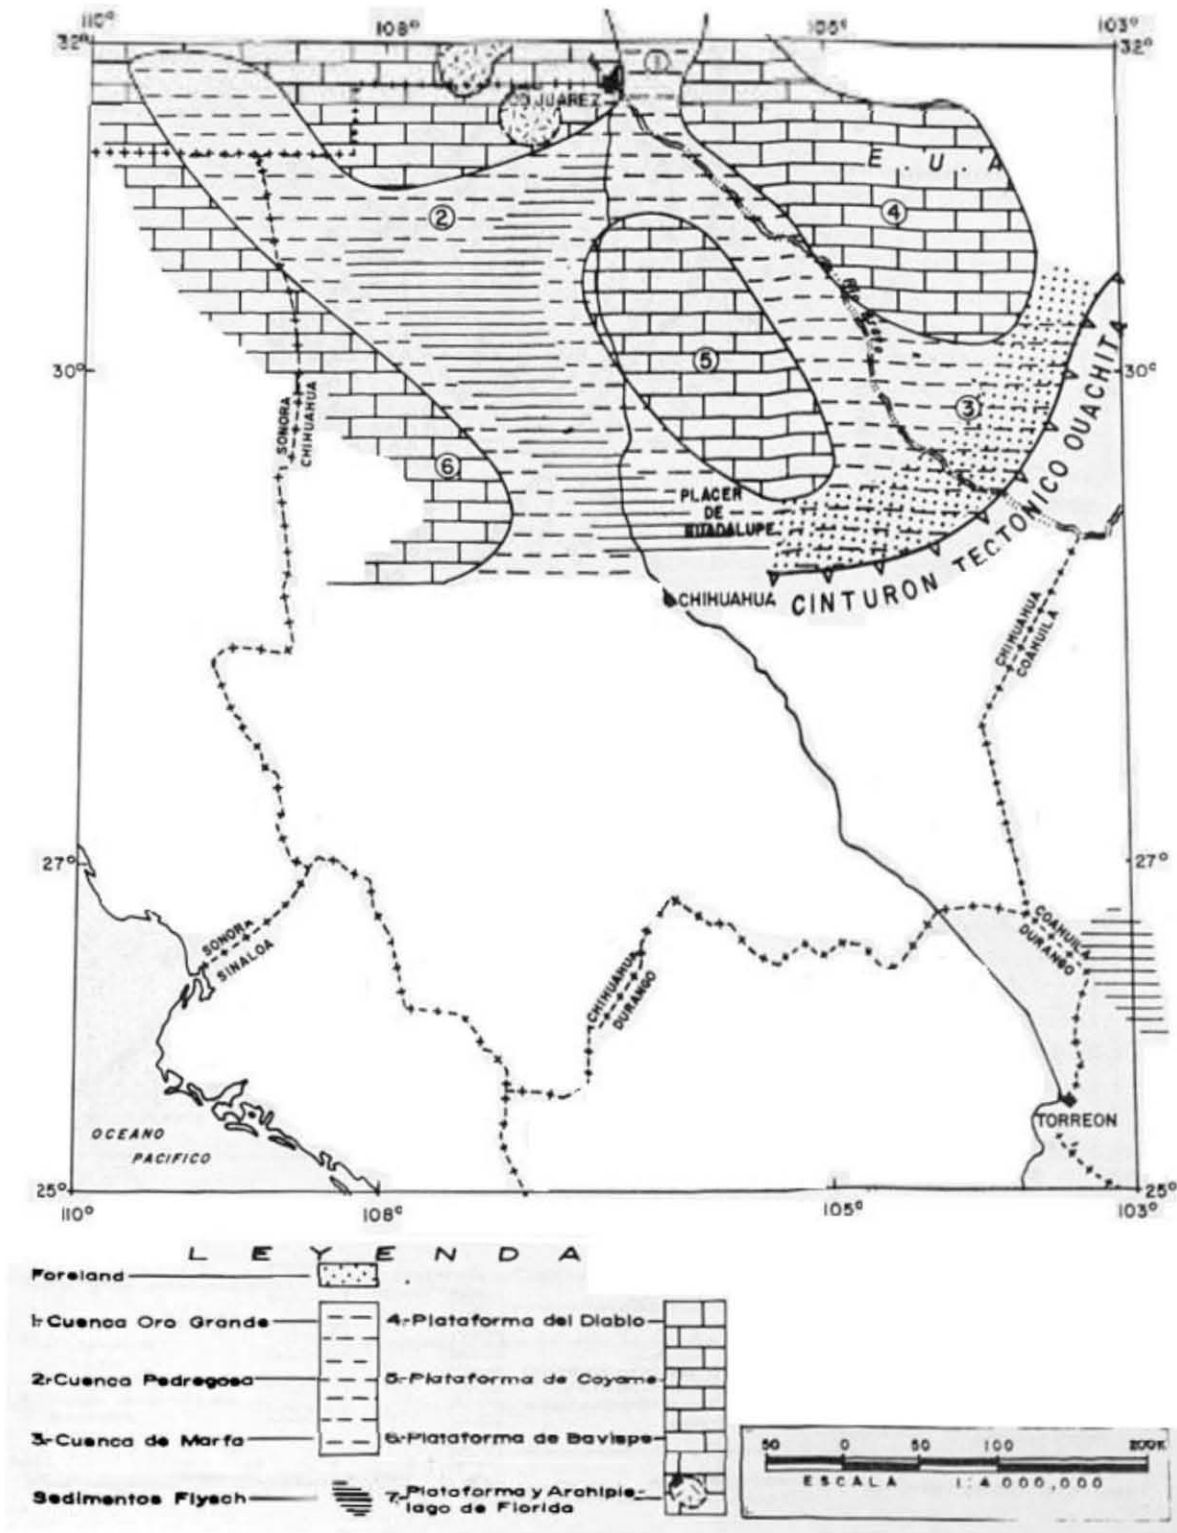 110° 108° 105° 103°
32° 32°
①
CD JUAREZ
E . U . A
④
②
Rio Bravo
⑤
30° 30°
③
SONORA
CHIHUAHUA
⑥
PLACER
DE
GUADALUPE
CINTURON TECTONICO OUACHITA
CHIHUAHUA
CHIHUAHUA
COAHUILA
27° 27°
SONORA
SINALOA
CHIHUAHUA
DURANGO
COAHUILA
DURANGO
TORREON
OCEANO
PACIFICO
25° 25°
110° 108° 105° 103°
L E Y E N D A
Foreland
1.-Cuenca Oro Grande
2.-Cuenca Pedregosa
3.-Cuenca de Marfa
Sedimentos Flysch
4.-Plataforma del Diablo
5.-Plataforma de Coyame
6.-Plataforma de Bavispe
7.-Plataforma y Archipie-
lago de Florida
50 0 50 100 200K
ESCALA 1:4 000,000